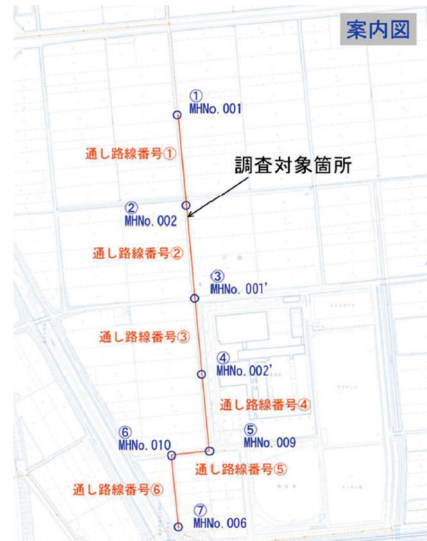 案内図
①
MHNo. 001
通し路線番号①
調査対象箇所
②
MHNo. 002
通し路線番号②
③
MHNo. 001'
通し路線番号③
④
MHNo. 002'
通し路線番号④
⑥
MHNo. 010
⑤
MHNo. 009
通し路線番号⑤
通し路線番号⑥
⑦
MHNo. 006